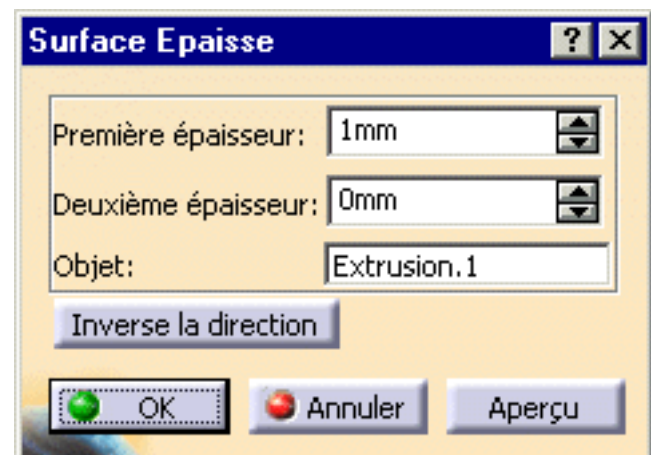 Surface Epaisse ? X
Première épaisseur: 1mm
Deuxième épaisseur: 0mm
Objet: Extrusion.1
Inverse la direction
OK Annuler Aperçu